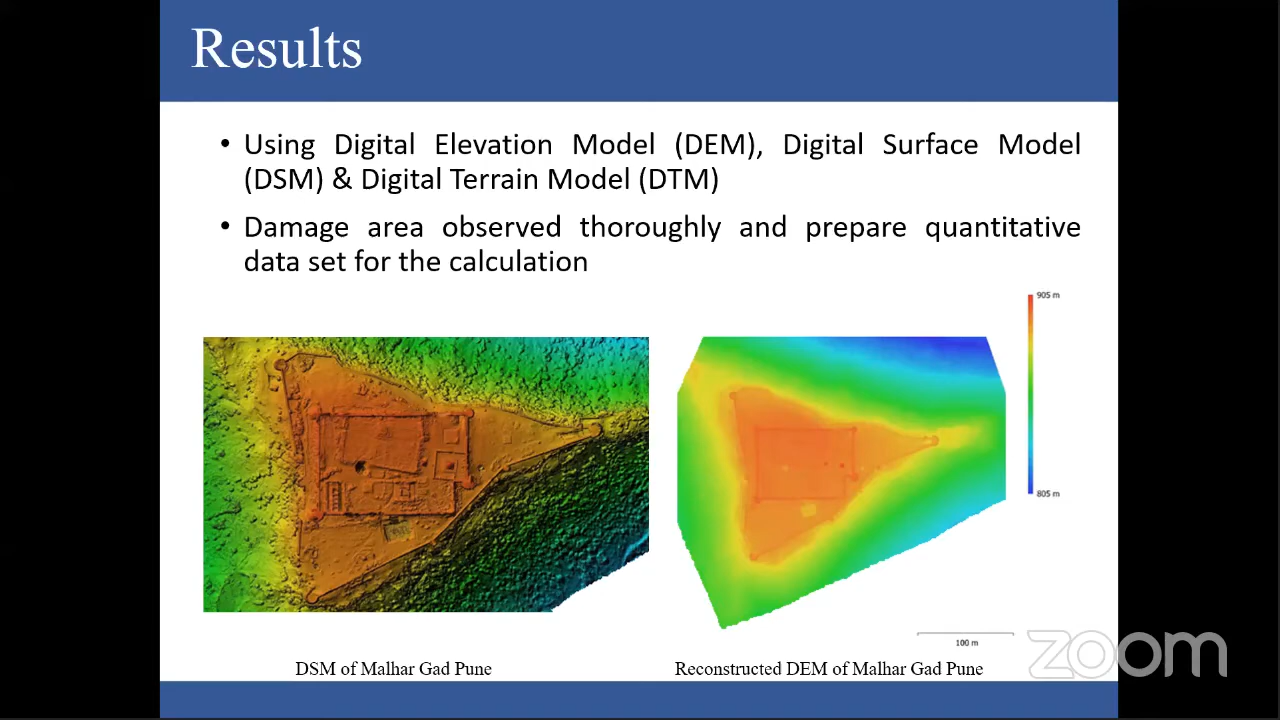 Results
• Using Digital Elevation Model (DEM), Digital Surface Model
(DSM) & Digital Terrain Model (DTM)
• Damage area observed thoroughly and prepare quantitative
data set for the calculation
905 m
805 m
100 m
zoom
DSM of Malhar Gad Pune
Reconstructed DEM of Malhar Gad Pune